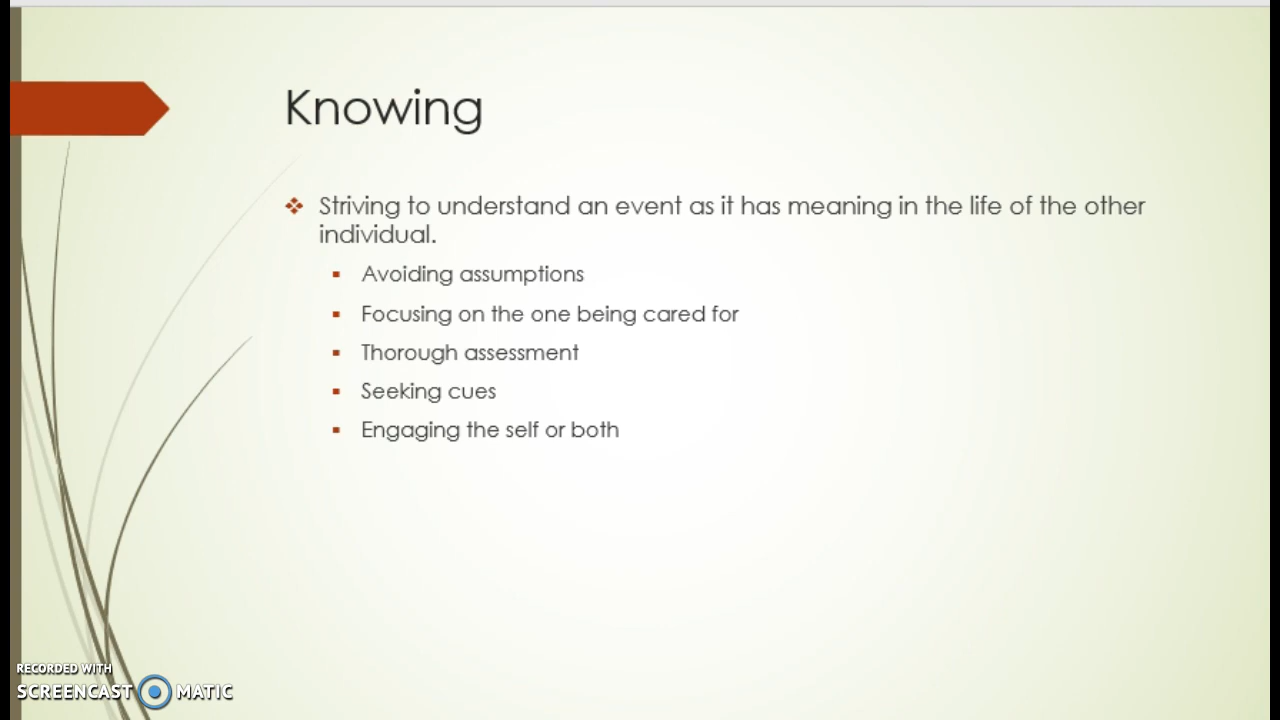 Knowing
Striving to understand an event as it has meaning in the life of the other
individual.
Avoiding assumptions
Focusing on the one being cared for
Thorough assessment
Seeking cues
Engaging the self or both
RECORDED WITH
SCREENCAST MATIC